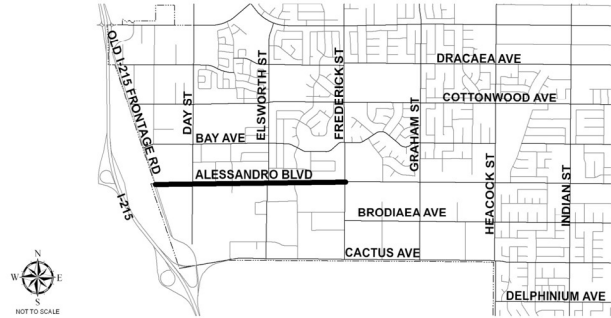 DRACAEA AVE
COTTONWOOD AVE
OLD I-215 FRONTAGE RD
DAY ST
ELSWORTH ST
FREDERICK ST
GRAHAM ST
HEACOCK ST
INDIAN ST
BAY AVE
ALESSANDRO BLVD
I-215
BRODIAEA AVE
CACTUS AVE
DELPHINIUM AVE
N
W
E
S
NOT TO SCALE